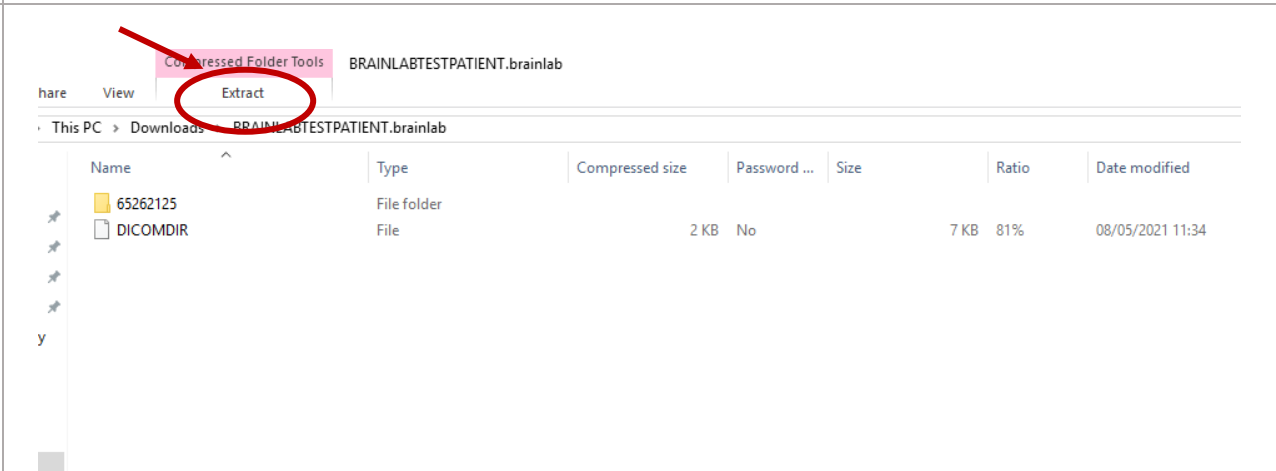 Compressed Folder Tools BRAINLABTESTPATIENT.brainlab
hare View Extract
This PC > Downloads > BRAINLABTESTPATIENT.brainlab
Name Type Compressed size Password ... Size Ratio Date modified
65262125 File folder
DICOMDIR File 2 KB No 7 KB 81% 08/05/2021 11:34
y